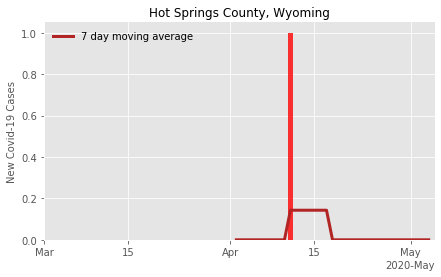 Hot Springs County, Wyoming
7 day moving average
New Covid-19 Cases
1.0
0.8
0.6
0.4
0.2
0.0
Mar 15 Apr 15 May
2020-May